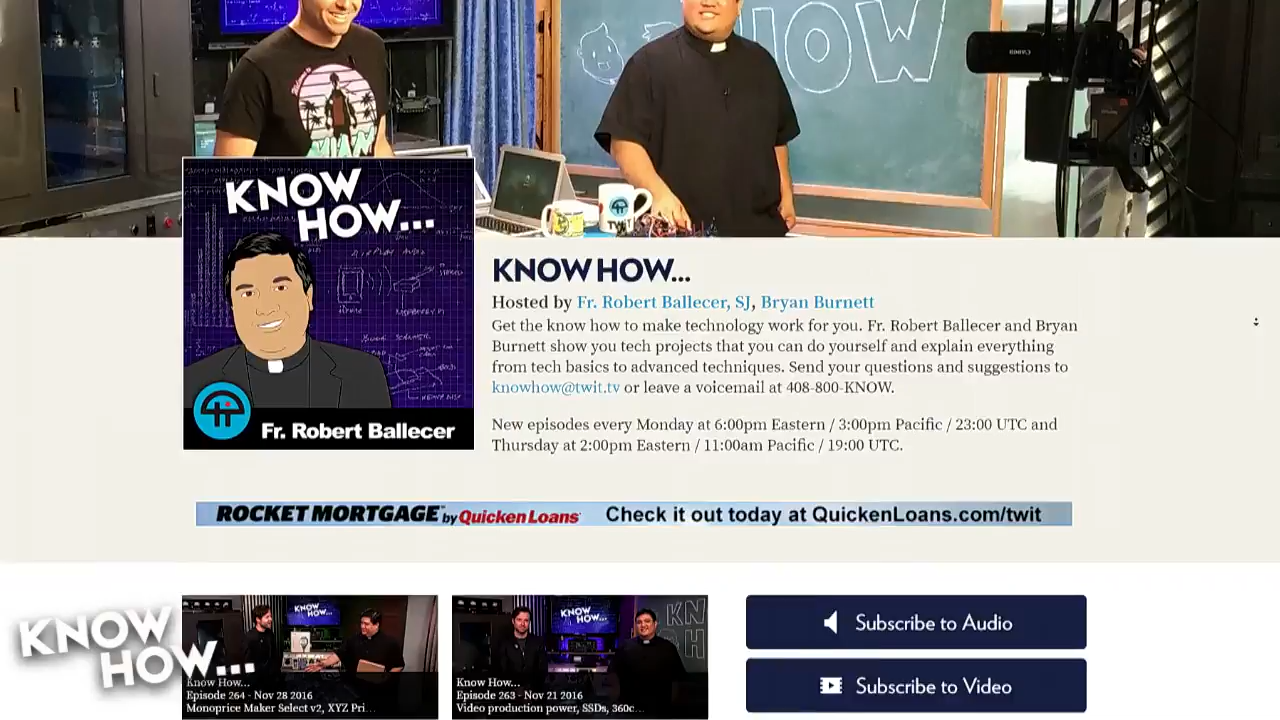 HOW
CANON
TWiT
KNOW
HOW...
Fr. Robert Ballecer
KNOW HOW...
Hosted by Fr. Robert Ballecer, SJ, Bryan Burnett
Get the know how to make technology work for you. Fr. Robert Ballecer and Bryan
Burnett show you tech projects that you can do yourself and explain everything
from tech basics to advanced techniques. Send your questions and suggestions to
knowhow@twit.tv or leave a voicemail at 408-800-KNOW.
New episodes every Monday at 6:00pm Eastern / 3:00pm Pacific / 23:00 UTC and
Thursday at 2:00pm Eastern / 11:00am Pacific / 19:00 UTC.
ROCKET MORTGAGE by Quicken Loans Check it out today at QuickenLoans.com/twit
KNOW
HOW...
Know How...
Episode 264 - Nov 28 2016
Monoprice Maker Select v2, XYZ Pri...
KNOW
HOW...
Know How...
Episode 263 - Nov 21 2016
Video production power, SSDs, 360c...
Subscribe to Audio
Subscribe to Video
KNOW
HOW...